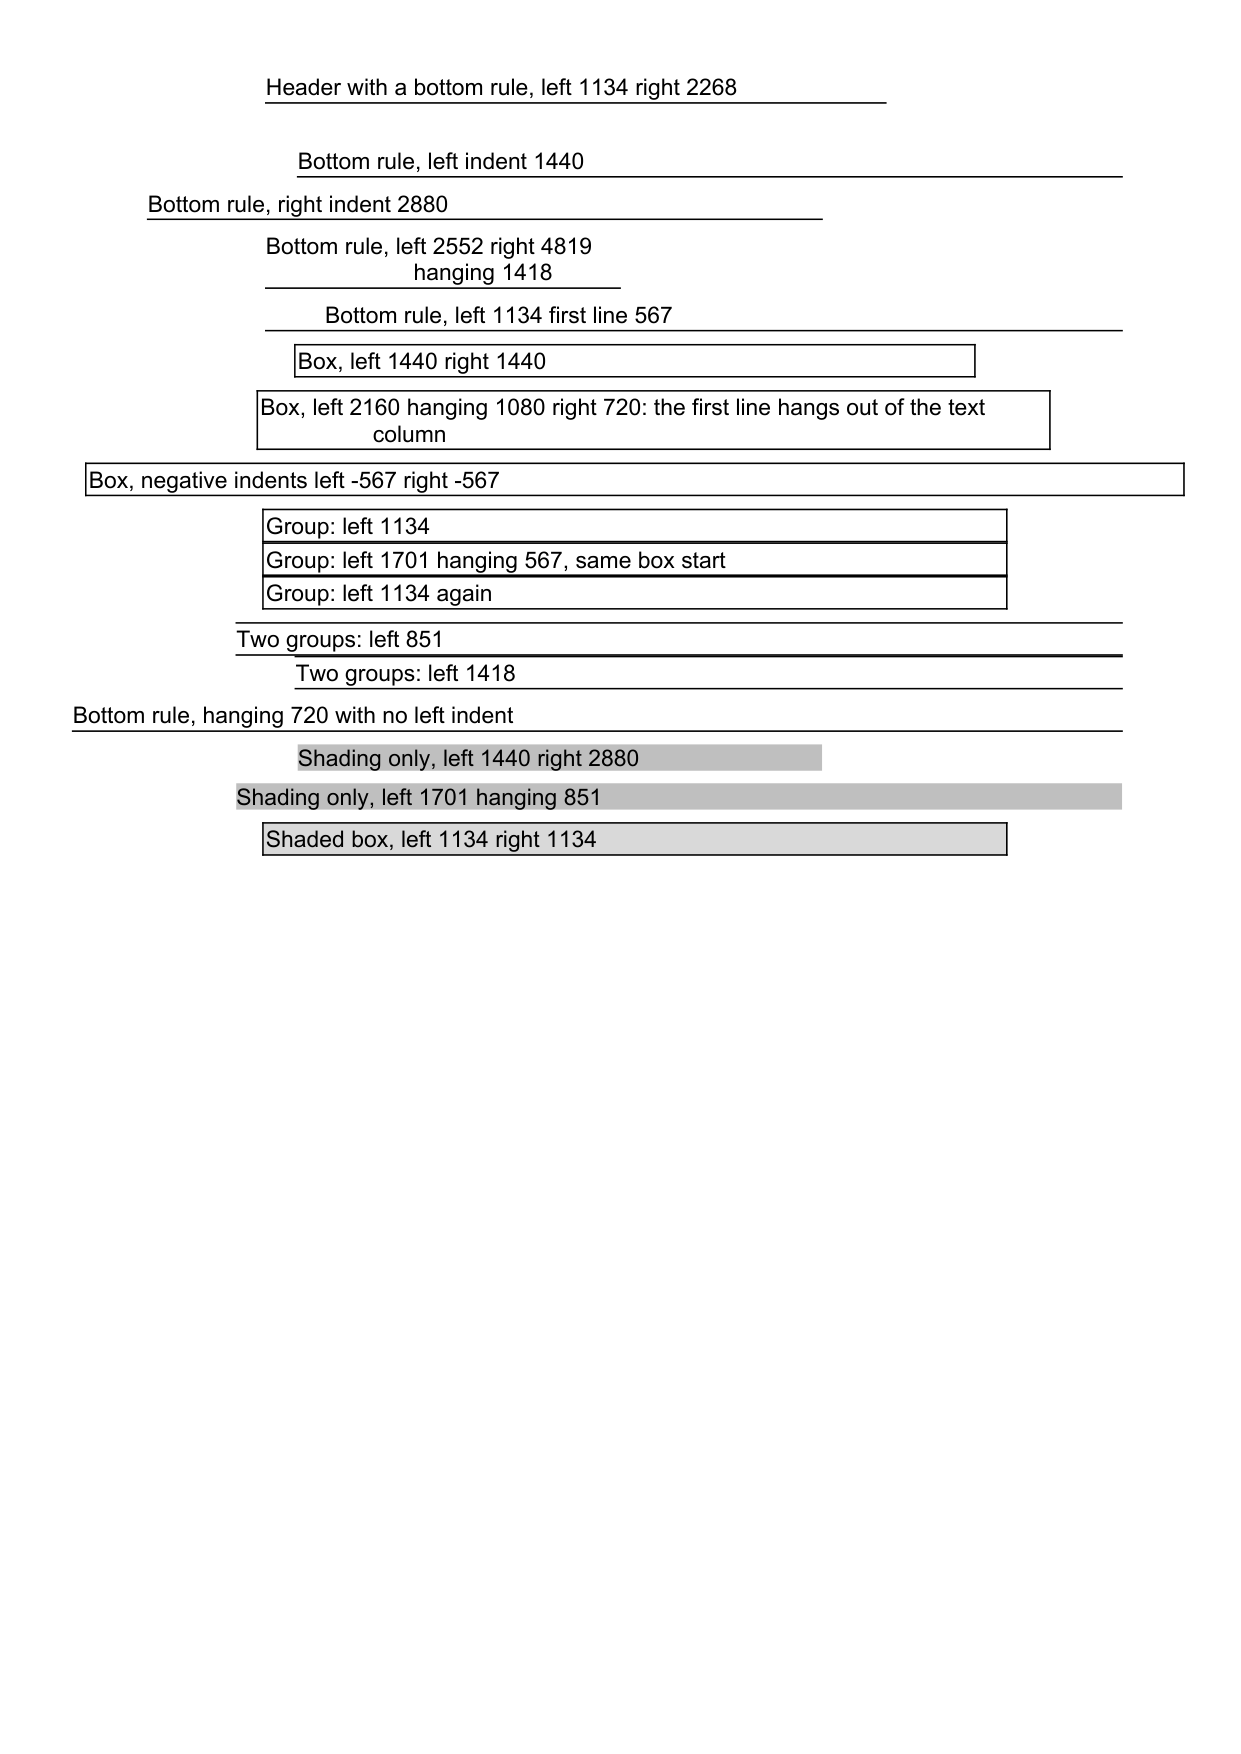 Header with a bottom rule, left 1134 right 2268
Bottom rule, left indent 1440
Bottom rule, right indent 2880
Bottom rule, left 2552 right 4819
hanging 1418
Bottom rule, left 1134 first line 567
Box, left 1440 right 1440
Box, left 2160 hanging 1080 right 720: the first line hangs out of the text
column
Box, negative indents left -567 right -567
Group: left 1134
Group: left 1701 hanging 567, same box start
Group: left 1134 again
Two groups: left 851
Two groups: left 1418
Bottom rule, hanging 720 with no left indent
Shading only, left 1440 right 2880
Shading only, left 1701 hanging 851
Shaded box, left 1134 right 1134